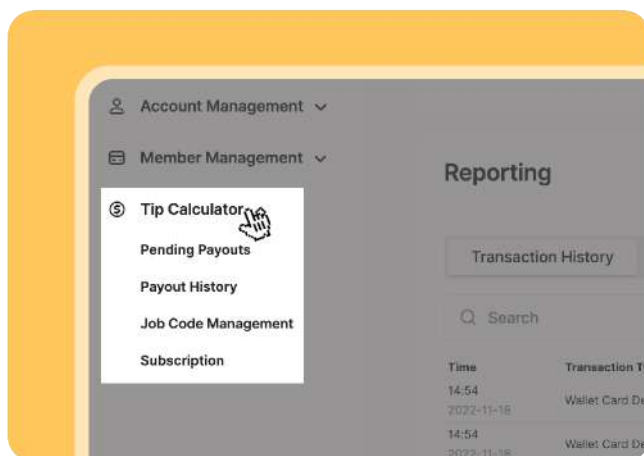 Account Management
Member Management
Tip Calculator
Pending Payouts
Payout History
Job Code Management
Subscription
Reporting
Transaction History
Search
Time Transaction T
14:54
2022-11-18
Wallet Card De
14:54
2022-11-18
Wallet Card De